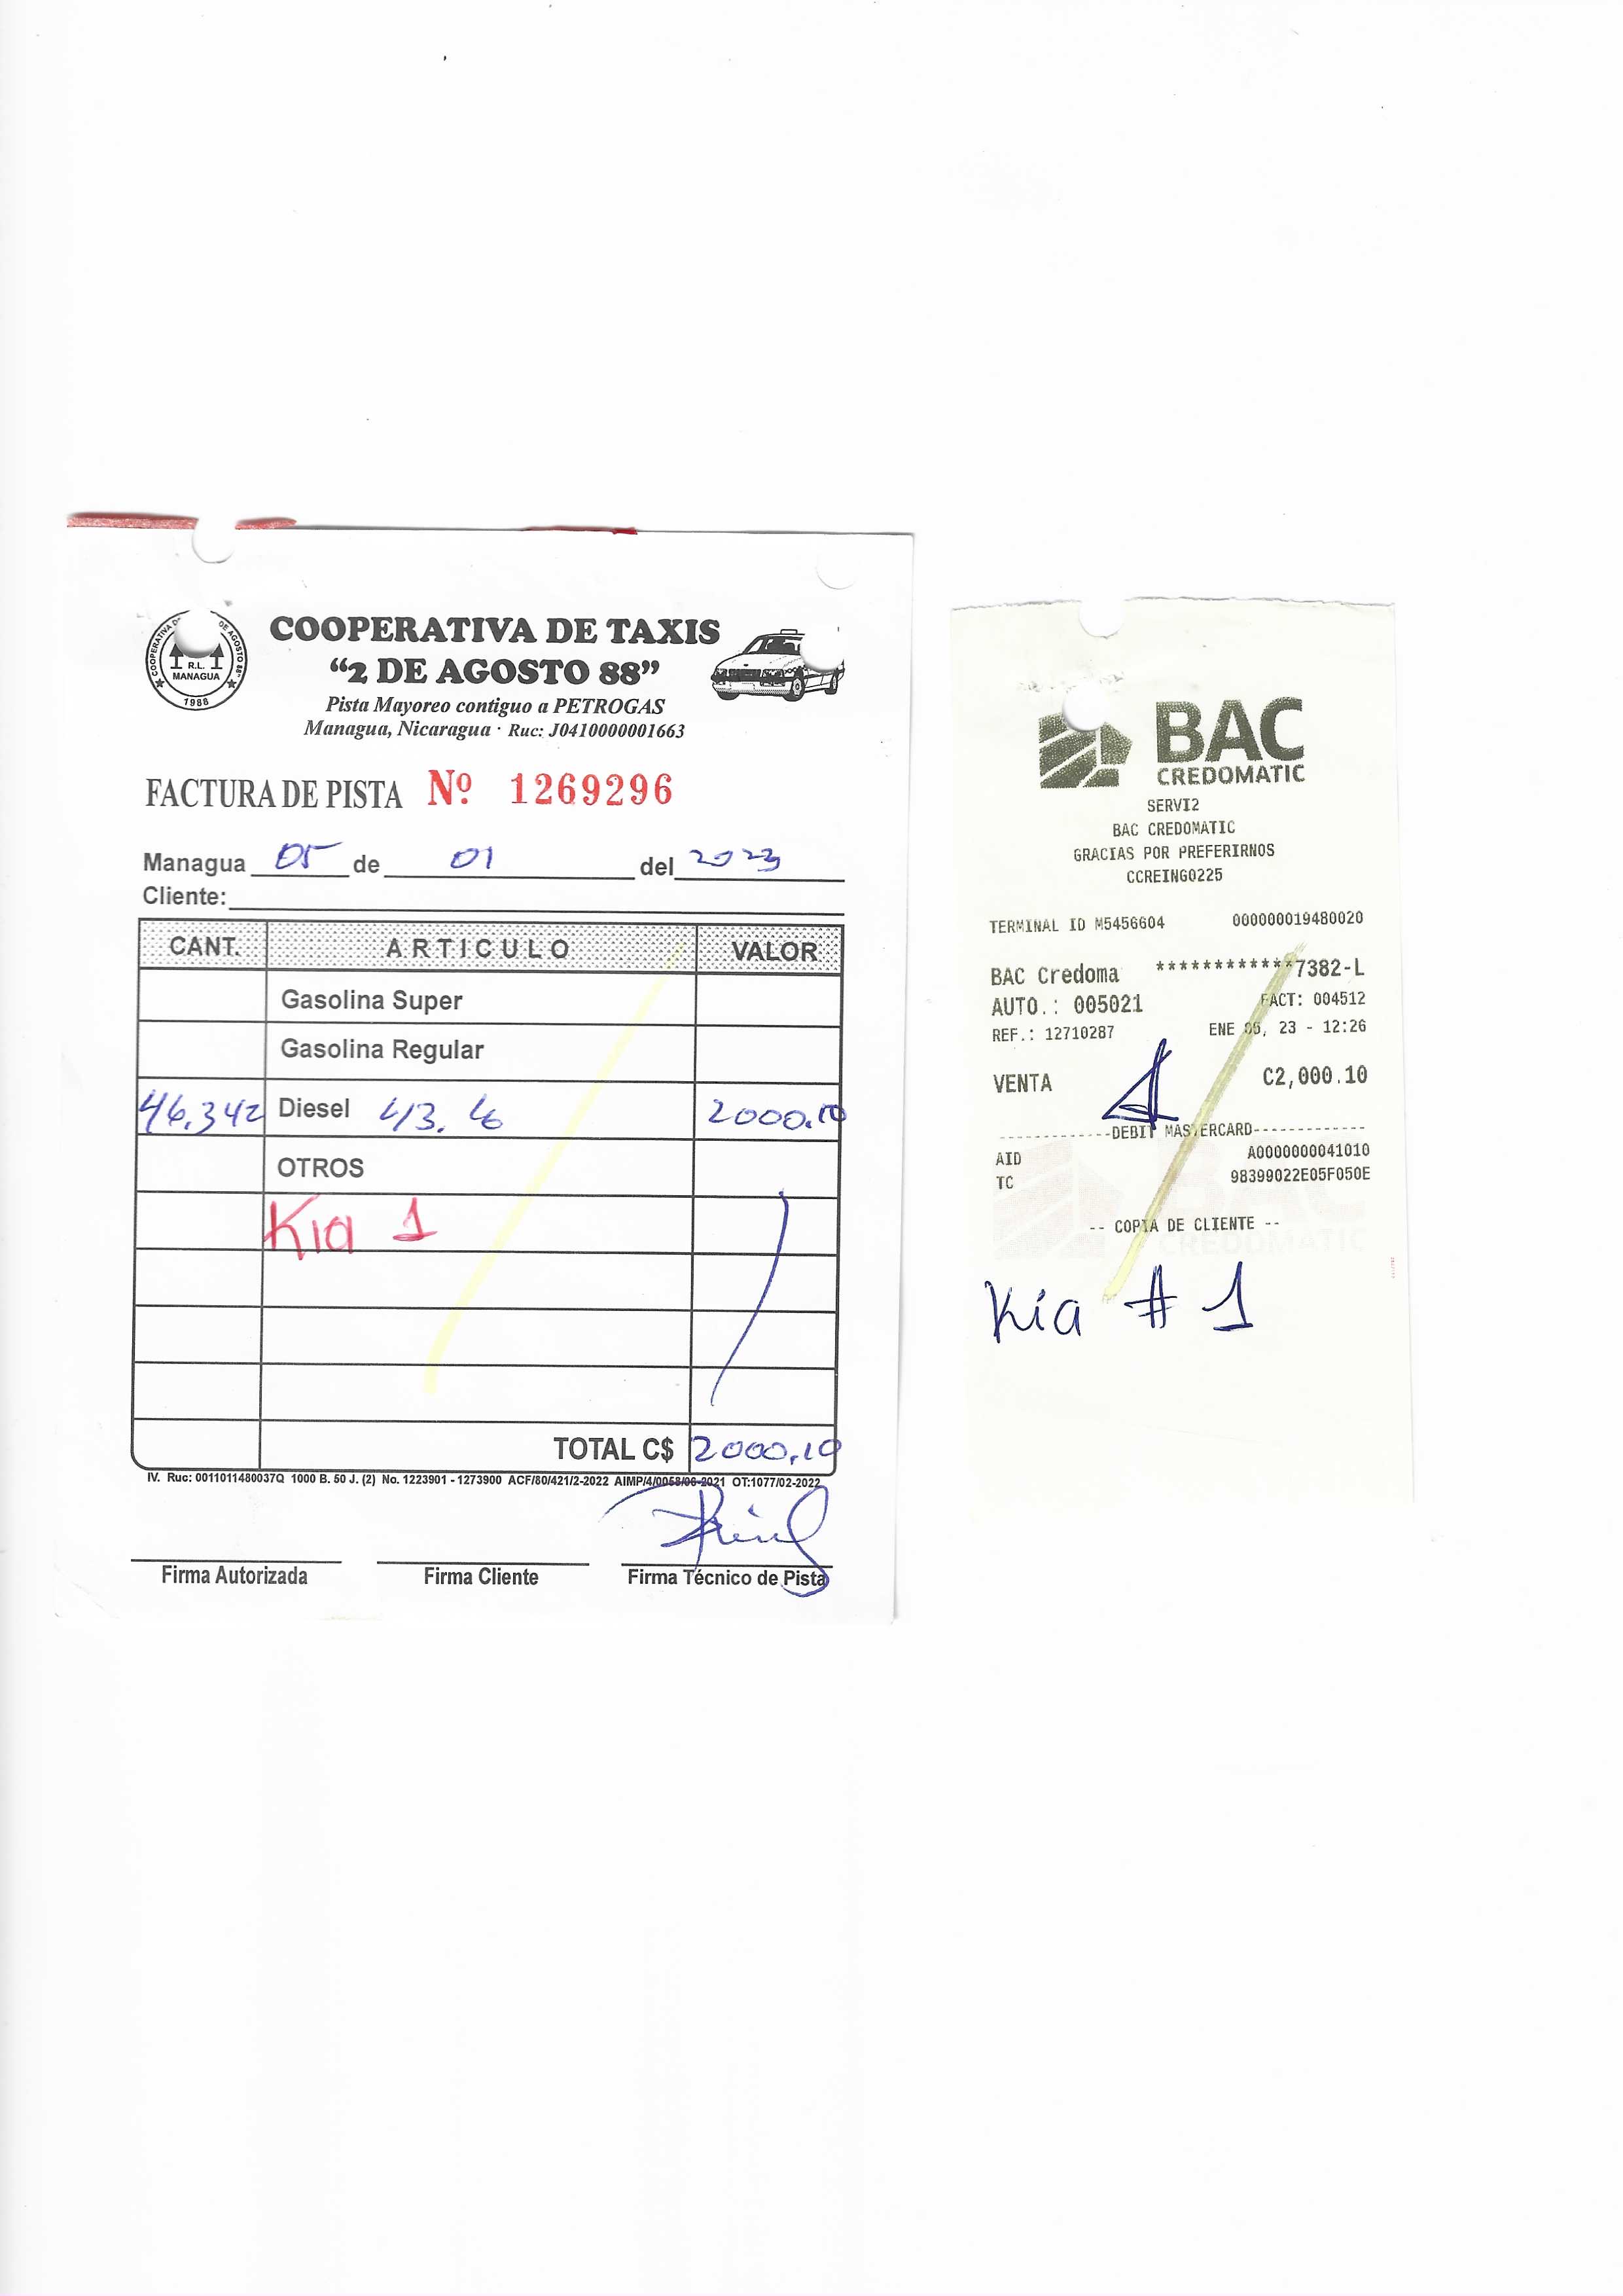 COOPERATIVA DE TAXIS
“2 DE AGOSTO 88”
Pista Mayoreo contiguo a PETROGAS
Managua, Nicaragua · Ruc: J0410000001663
R.L.
MANAGUA
1988
FACTURA DE PISTA Nº 1269296
Managua 05 de 01 del 2023
Cliente:
CANT. ARTICULO VALOR
Gasolina Super
Gasolina Regular
46.342 Diesel 43.16 2000.10
OTROS
Kia 1
TOTAL C$ 2000.10
IV. Ruc: 0011011480037Q 1000 B. 50 J. (2) No. 1223901 - 1273900 ACF/80/421/2-2022 AIMP/4/0058/06-2021 OT:1077/02-2022
Firma Autorizada Firma Cliente Firma Técnico de Pista
BAC
CREDOMATIC
SERVI2
BAC CREDOMATIC
GRACIAS POR PREFERIRNOS
CCREING0225
TERMINAL ID M5456604 000000019480020
BAC Credoma ************7382-L
AUTO.: 005021 FACT: 004512
REF.: 12710287 ENE 05, 23 - 12:26
VENTA C2,000.10
------------DEBIT MASTERCARD------------
AID A0000000041010
TC 98399022E05F050E
-- COPIA DE CLIENTE --
Kia # 1